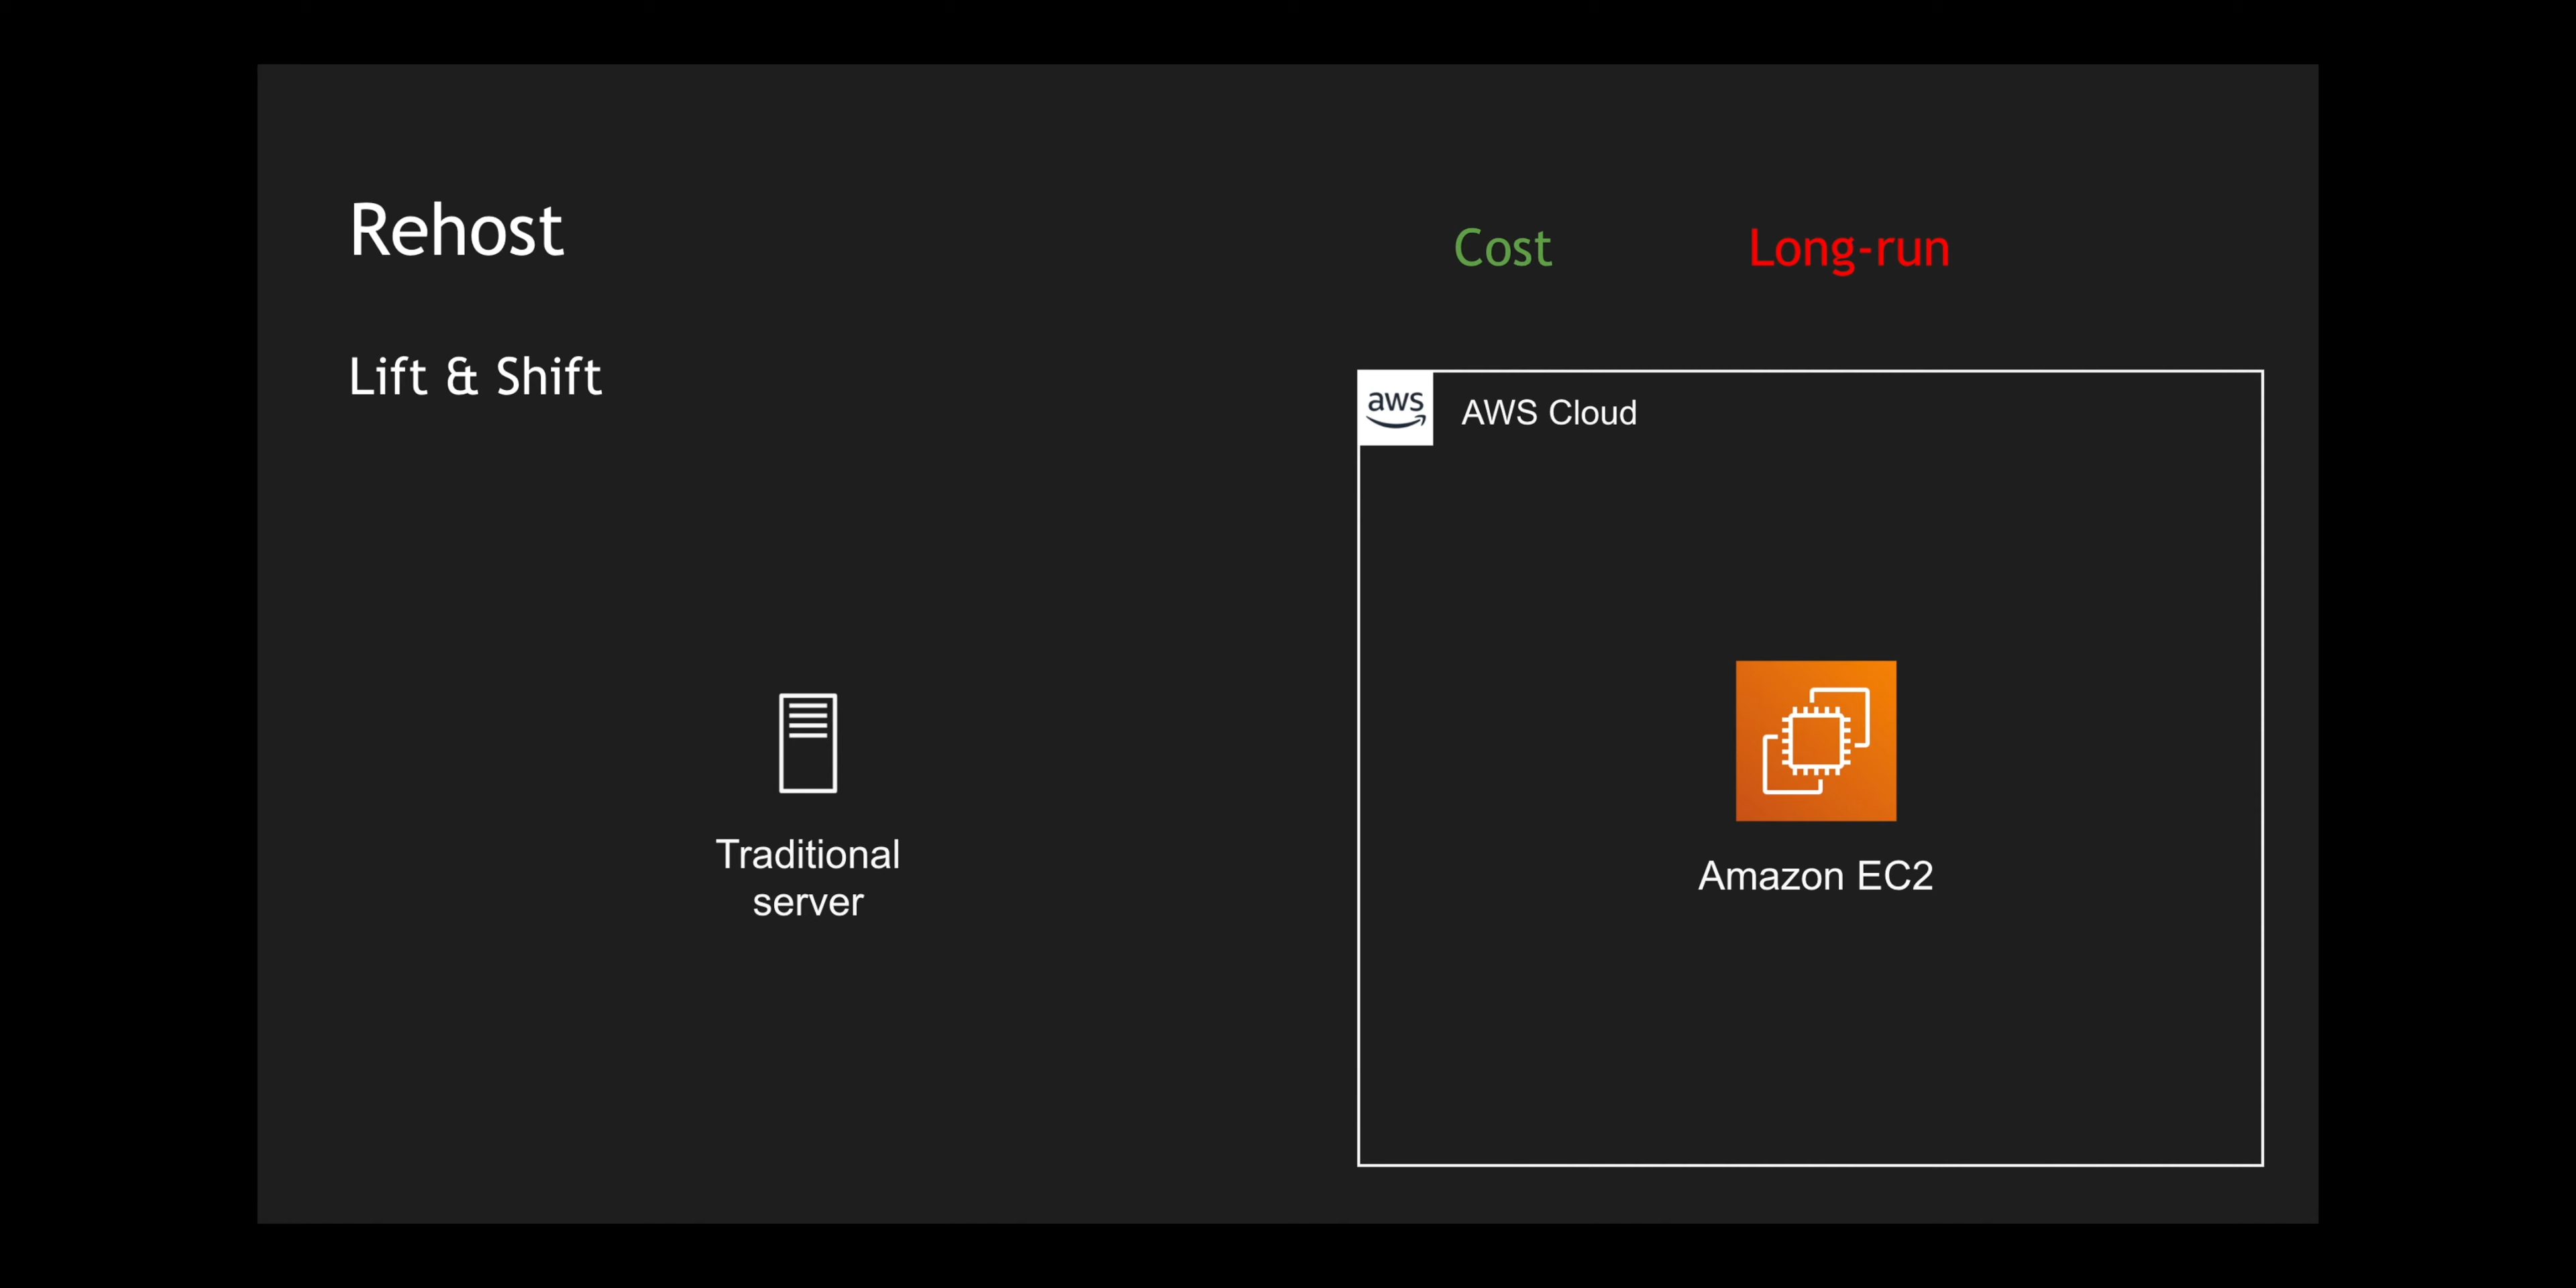 Rehost
Cost
Long-run
Lift & Shift
aws
AWS Cloud
Traditional
server
Amazon EC2